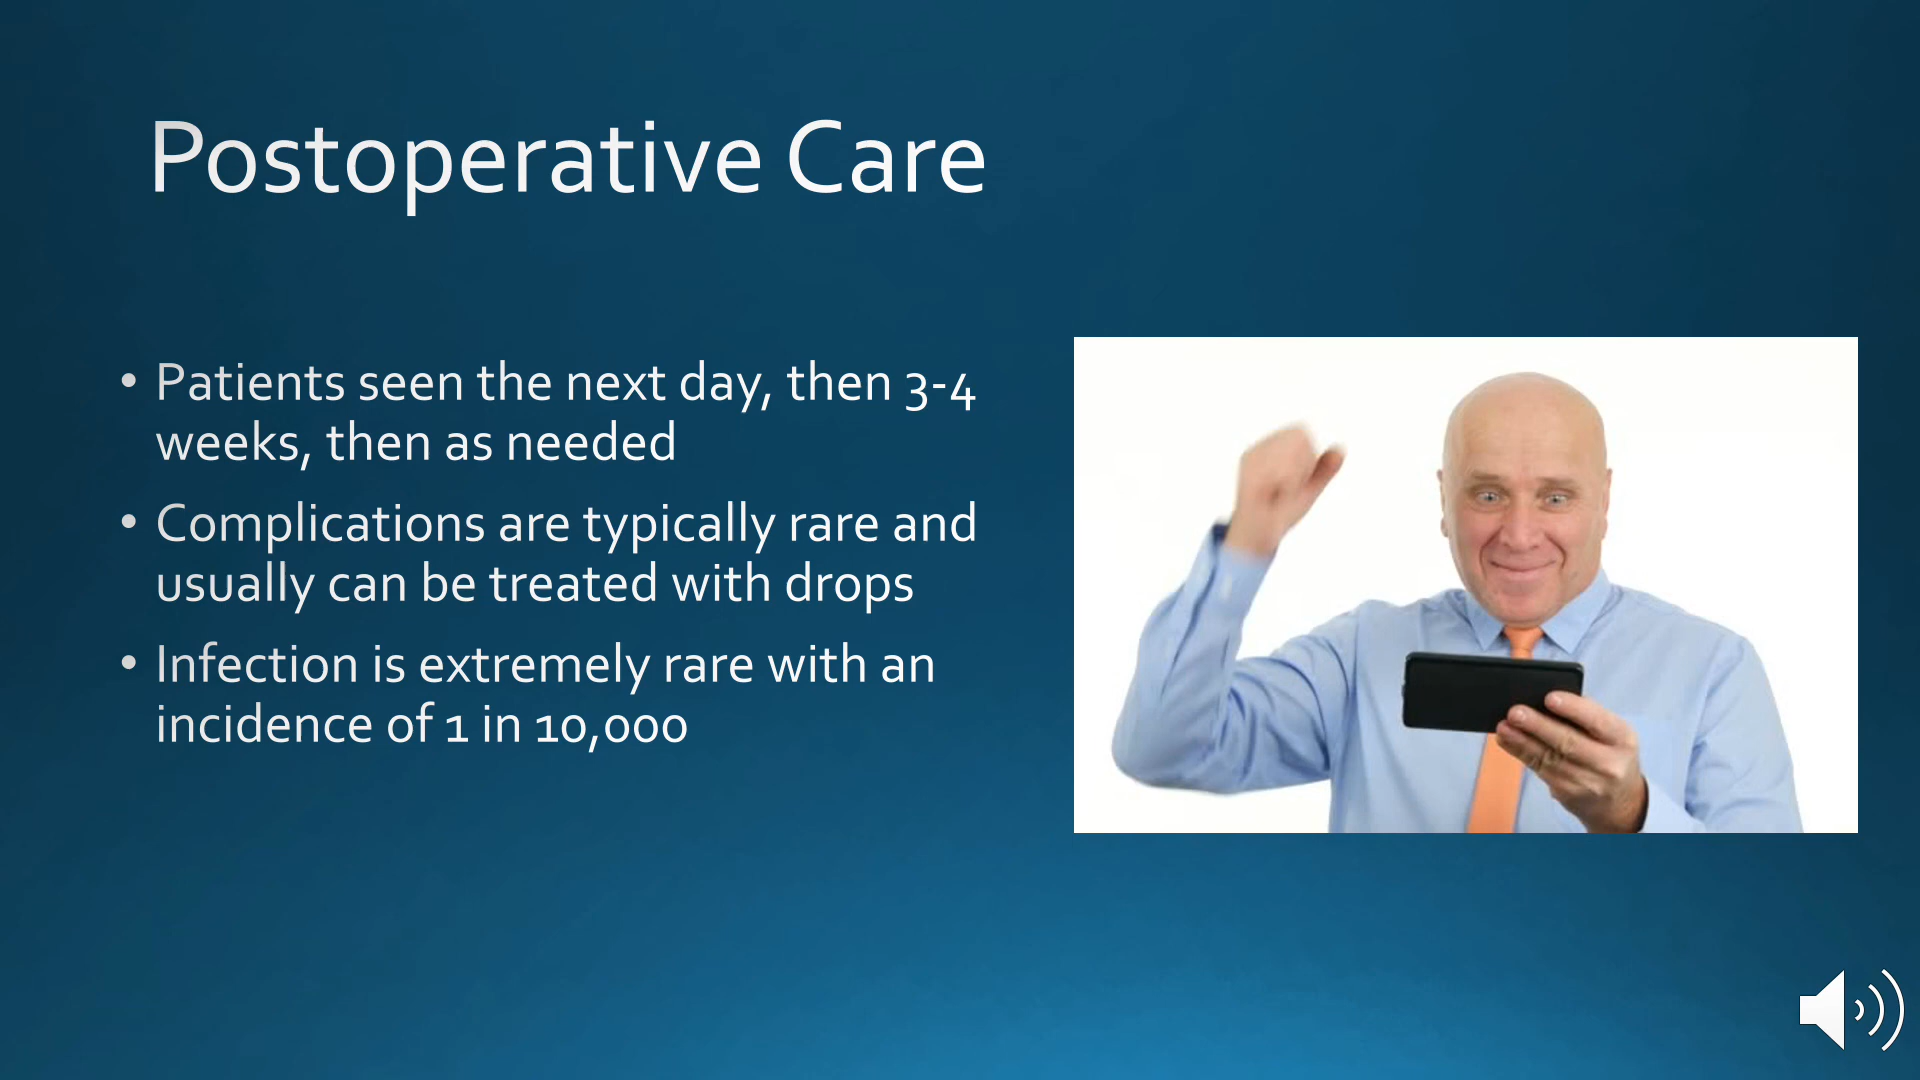 Postoperative Care
• Patients seen the next day, then 3-4
weeks, then as needed
• Complications are typically rare and
usually can be treated with drops
• Infection is extremely rare with an
incidence of 1 in 10,000